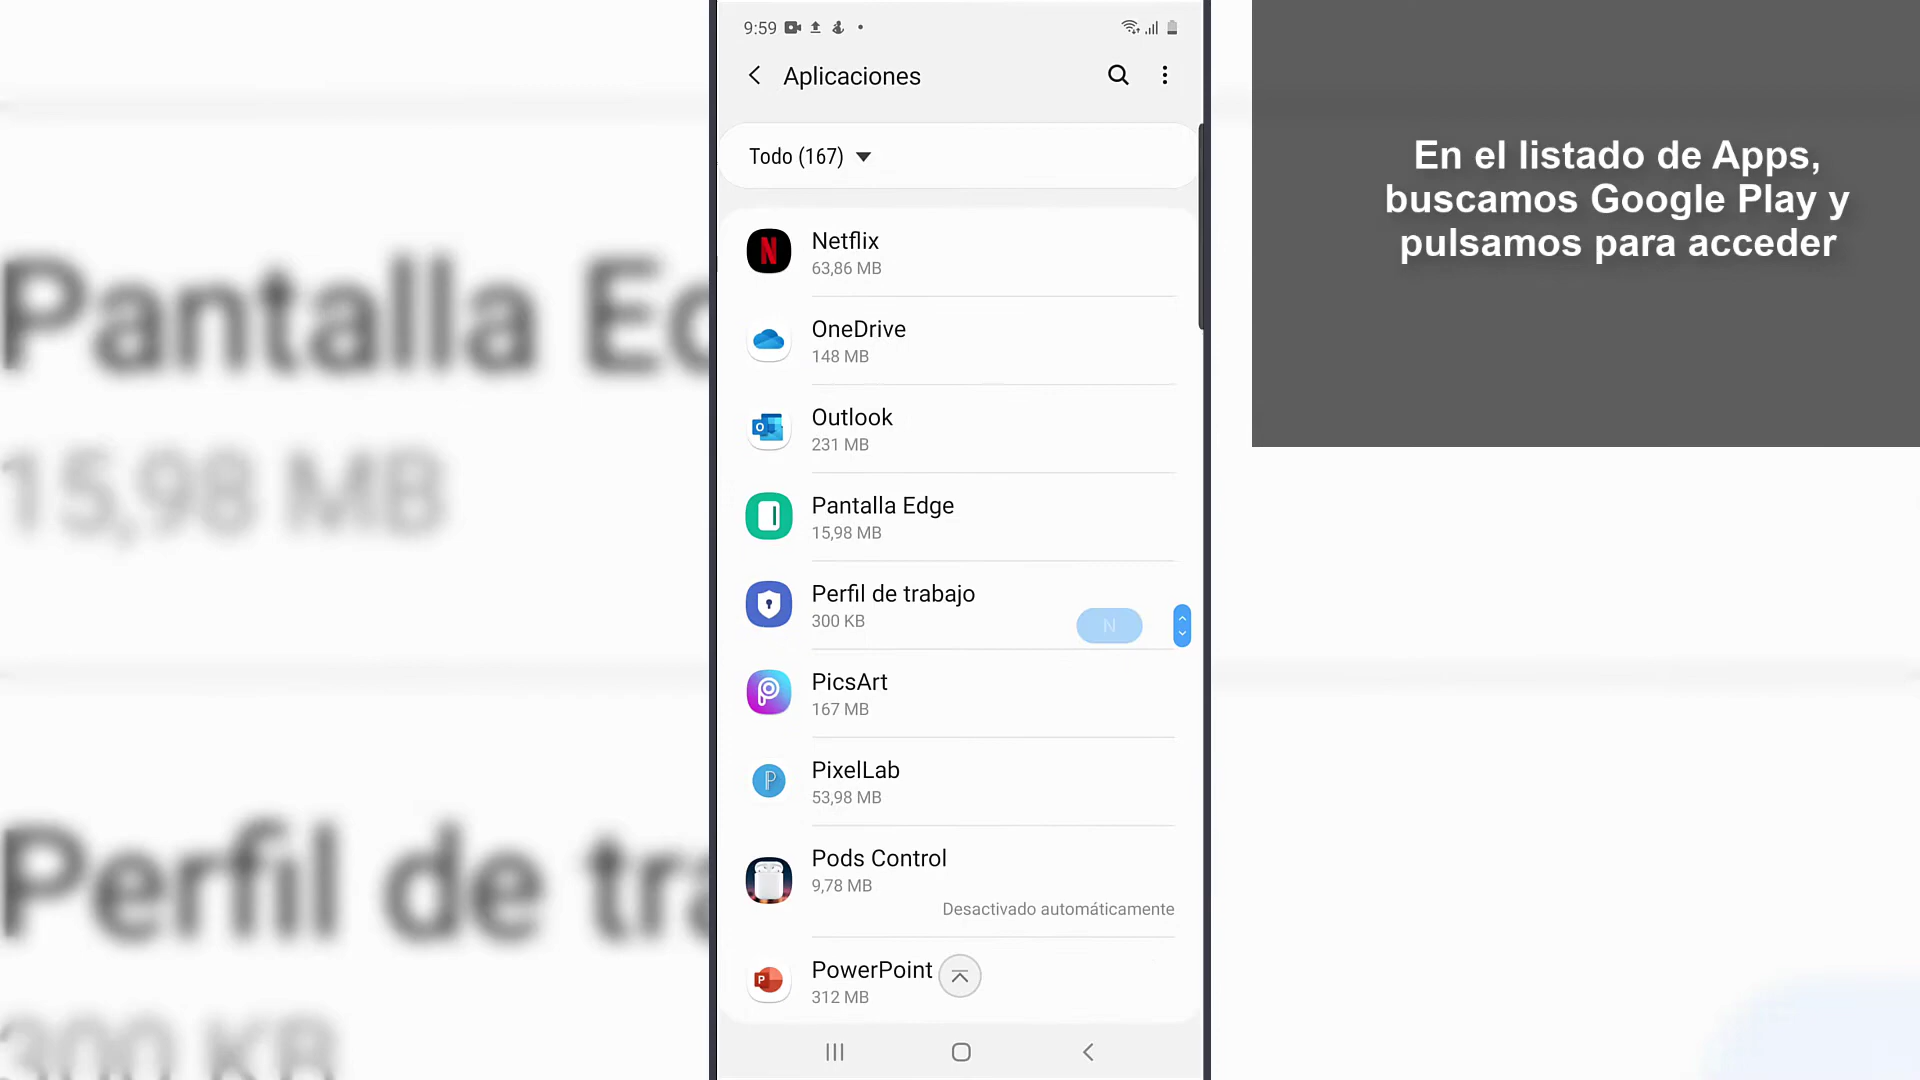 9:59
Aplicaciones
Todo (167)
Netflix
63,86 MB
OneDrive
148 MB
Outlook
231 MB
Pantalla Edge
15,98 MB
Perfil de trabajo
300 KB
N
PicsArt
167 MB
PixelLab
53,98 MB
Pods Control
9,78 MB
Desactivado automáticamente
PowerPoint
312 MB
En el listado de Apps,
buscamos Google Play y
pulsamos para acceder
Pantalla Ed
15,98 MB
Perfil de tra
300 KB